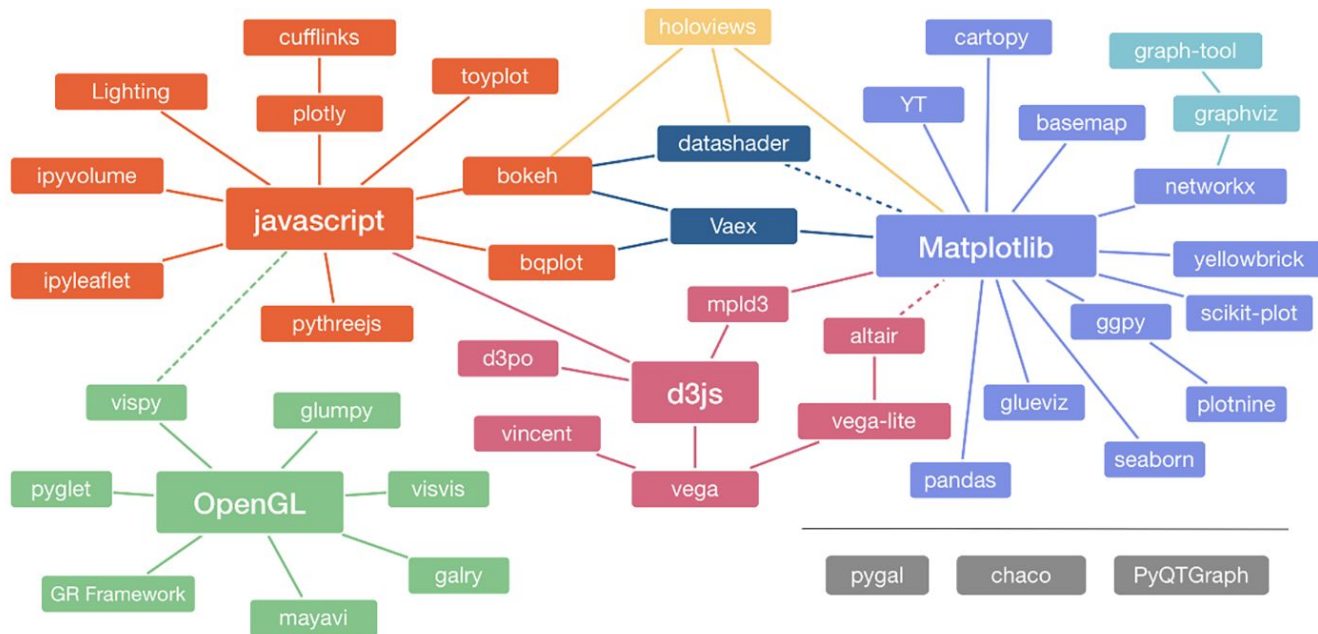 cufflinks
holoviews
cartopy
graph-tool
Lighting
toyplot
plotly
YT
basemap
graphviz
datashader
ipyvolume
bokeh
networkx
javascript
Vaex
Matplotlib
yellowbrick
ipyleaflet
bqplot
mpld3
scikit-plot
pythreejs
altair
ggpy
d3po
d3js
vispy
glumpy
glueviz
plotnine
vincent
vega-lite
seaborn
pyglet
OpenGL
visvis
vega
pandas
GR Framework
galry
mayavi
pygal
chaco
PyQTGraph